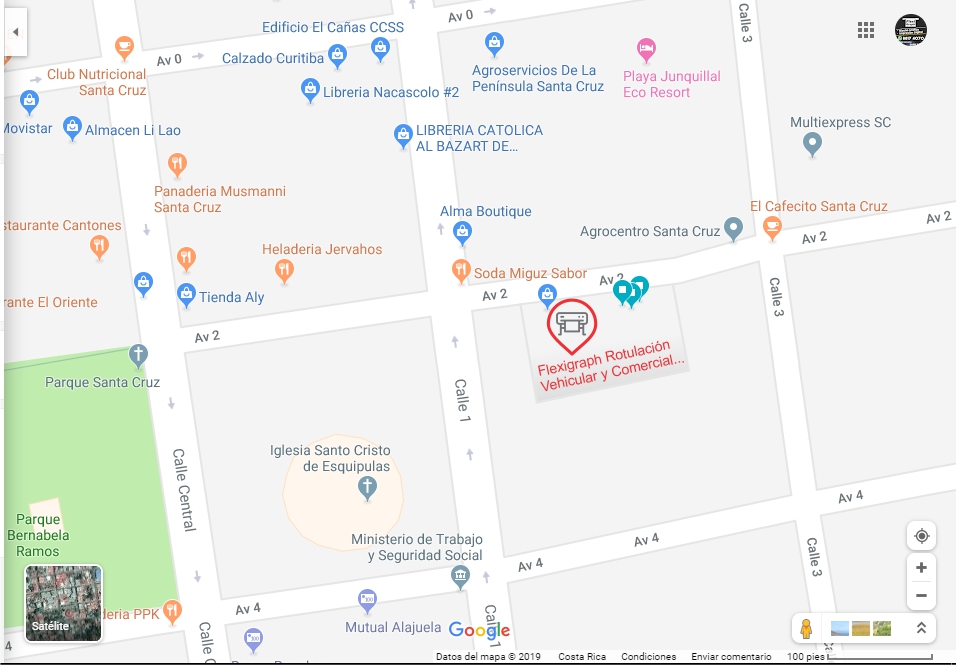 Av 0
Calle 3
Edificio El Cañas CCSS
Av 0
Calzado Curitiba
Club Nutricional
Santa Cruz
Agroservicios De La
Península Santa Cruz
Playa Junquillal
Eco Resort
Libreria Nacascolo #2
Movistar
Almacen Li Lao
LIBRERIA CATOLICA
AL BAZART DE...
Multiexpress SC
Panaderia Musmanni
Santa Cruz
Alma Boutique
El Cafecito Santa Cruz
staurante Cantones
Agrocentro Santa Cruz
Av 2
Av 2
Heladeria Jervahos
Soda Miguz Sabor
Av 2
rante El Oriente
Tienda Aly
Av 2
Calle 3
Av 2
Flexigraph Rotulación
Vehicular y Comercial...
Parque Santa Cruz
Calle 1
Iglesia Santo Cristo
de Esquipulas
Calle Central
Av 4
Parque
Bernabela
Ramos
Ministerio de Trabajo
y Seguridad Social
Av 4
Av 4
Calle 3
Satélite
deria PPK
Av 4
Mutual Alajuela
Google
Calle 1
Calle C
4
Datos del mapa © 2019
Costa Rica
Condiciones
Enviar comentario
100 pies